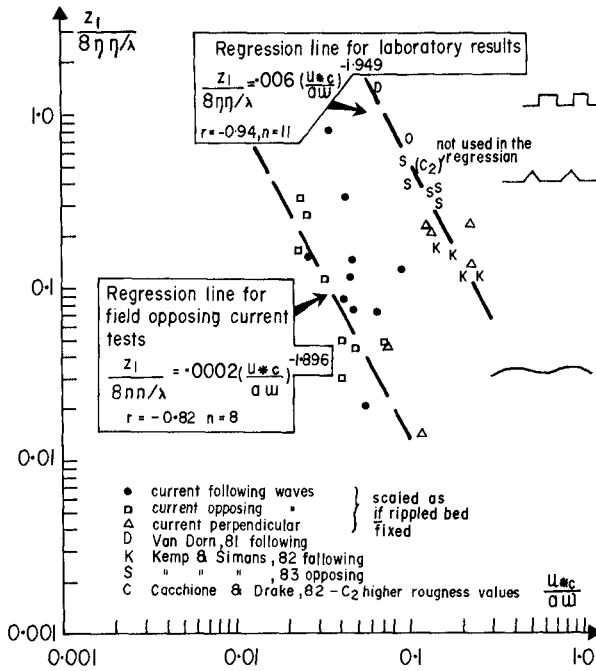 z₁
8ηη/λ
Regression line for laboratory results
z₁/8ηη/λ = ·006 (u*c/aω)^-1·949
r=-0·94, n=11
1·0
0·1
0·01
0·001
D
O
S
(C₂)
not used in the
regression
S
S
S
S
S
K
K
K
K
Regression line for
field opposing current
tests
z₁/8ηη/λ = ·0002(u*c/aω)^-1·896
r = -0·82 n=8
● current following waves
□ current opposing "
△ current perpendicular
scaled as
if rippled bed
fixed
D Van Dorn, 81 following
K Kemp & Simans, 82 fallowing
S " " " , 83 opposing
C Cacchione & Drake, 82 - C₂ higher rougness values
u*c
aω
0·001
0·01
0·1
1·0